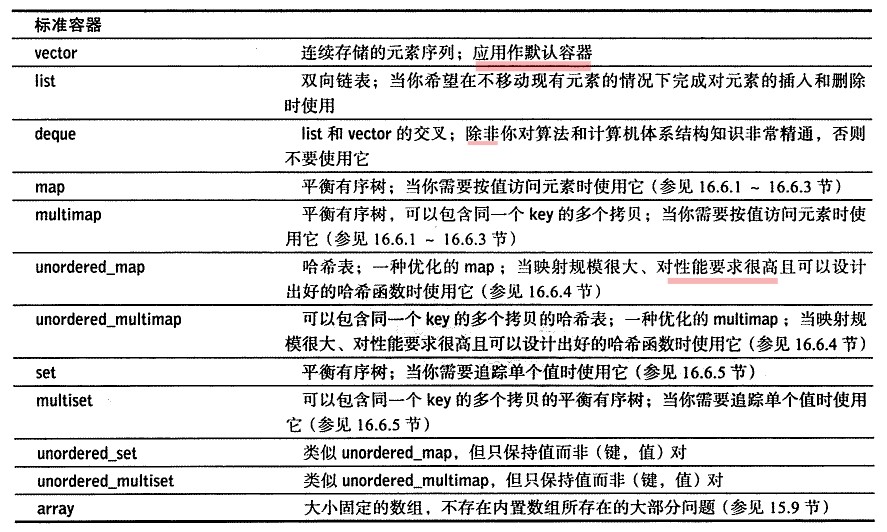 标准容器
vector 连续存储的元素序列；应用作默认容器
list 双向链表；当你希望在不移动现有元素的情况下完成对元素的插入和删除
时使用
deque list 和 vector 的交叉；除非你对算法和计算机体系结构知识非常精通，否则
不要使用它
map 平衡有序树；当你需要按值访问元素时使用它（参见 16.6.1 ~ 16.6.3 节）
multimap 平衡有序树，可以包含同一个 key 的多个拷贝；当你需要按值访问元素时使
用它（参见 16.6.1 ~ 16.6.3 节）
unordered_map 哈希表；一种优化的 map；当映射规模很大、对性能要求很高且可以设计
出好的哈希函数时使用它（参见 16.6.4 节）
unordered_multimap 可以包含同一个 key 的多个拷贝的哈希表；一种优化的 multimap；当映射规
模很大、对性能要求很高且可以设计出好的哈希函数时使用它（参见 16.6.4 节）
set 平衡有序树；当你需要追踪单个值时使用它（参见 16.6.5 节）
multiset 可以包含同一个 key 的多个拷贝的平衡有序树；当你需要追踪单个值时使用
它（参见 16.6.5 节）
unordered_set 类似 unordered_map，但只保持值而非（键，值）对
unordered_multiset 类似 unordered_multimap，但只保持值而非（键，值）对
array 大小固定的数组，不存在内置数组所存在的大部分问题（参见 15.9 节）